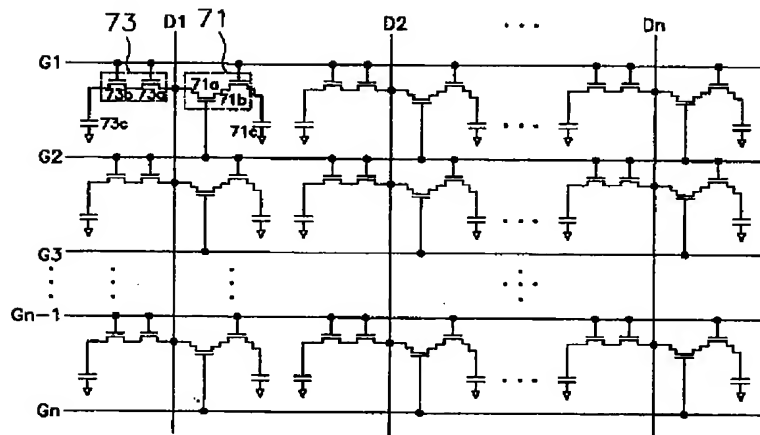 73 D1 71 D2 ... Dn
G1
73b 73a 71a 71b
73c 71c
...
G2
...
G3
Gn-1
...
Gn